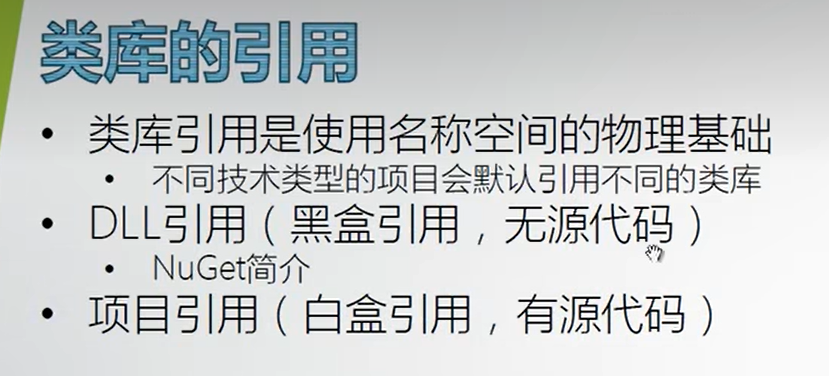 类库的引用
• 类库引用是使用名称空间的物理基础
• 不同技术类型的项目会默认引用不同的类库
• DLL引用（黑盒引用，无源代码）
• NuGet简介
• 项目引用（白盒引用，有源代码）